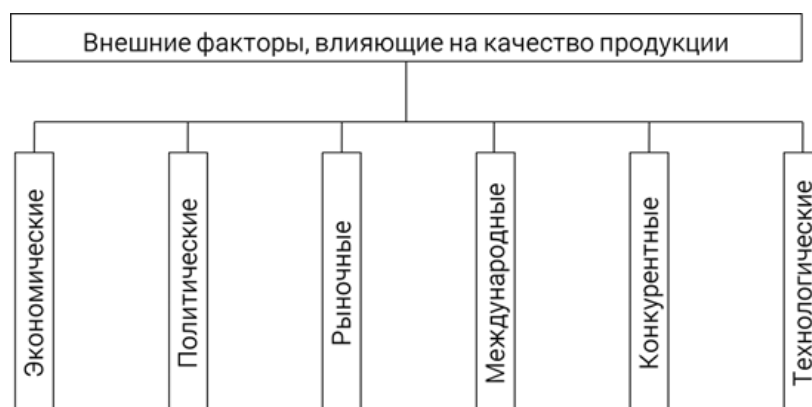 Внешние факторы, влияющие на качество продукции
Экономические
Политические
Рыночные
Международные
Конкурентные
Технологические